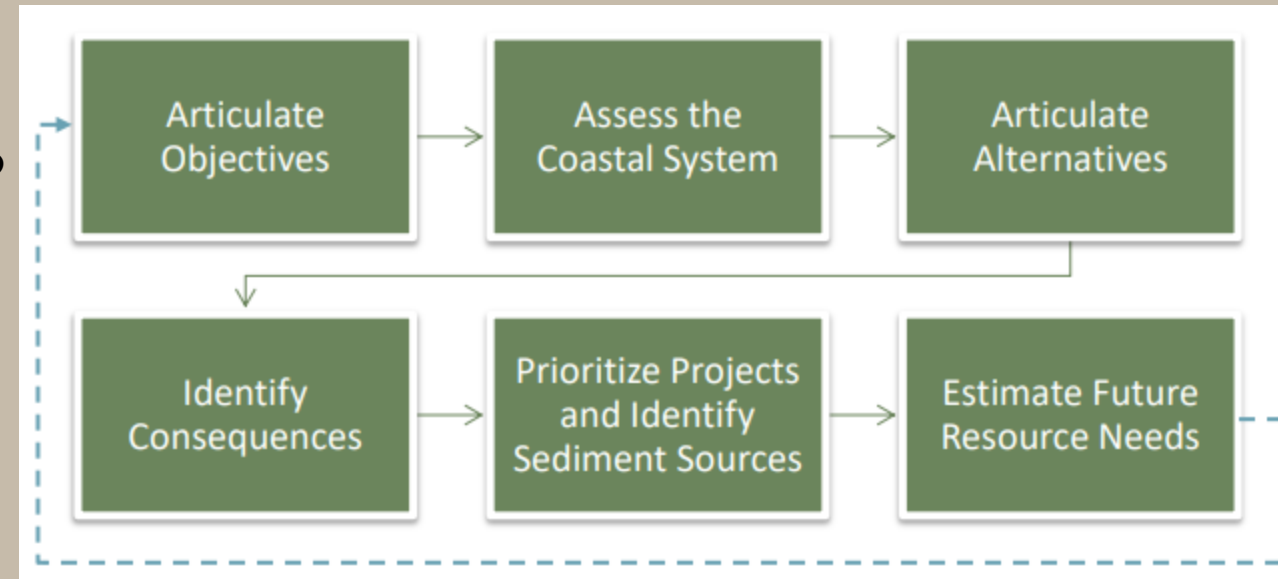 Articulate
Objectives
Assess the
Coastal System
Articulate
Alternatives
Identify
Consequences
Prioritize Projects
and Identify
Sediment Sources
Estimate Future
Resource Needs